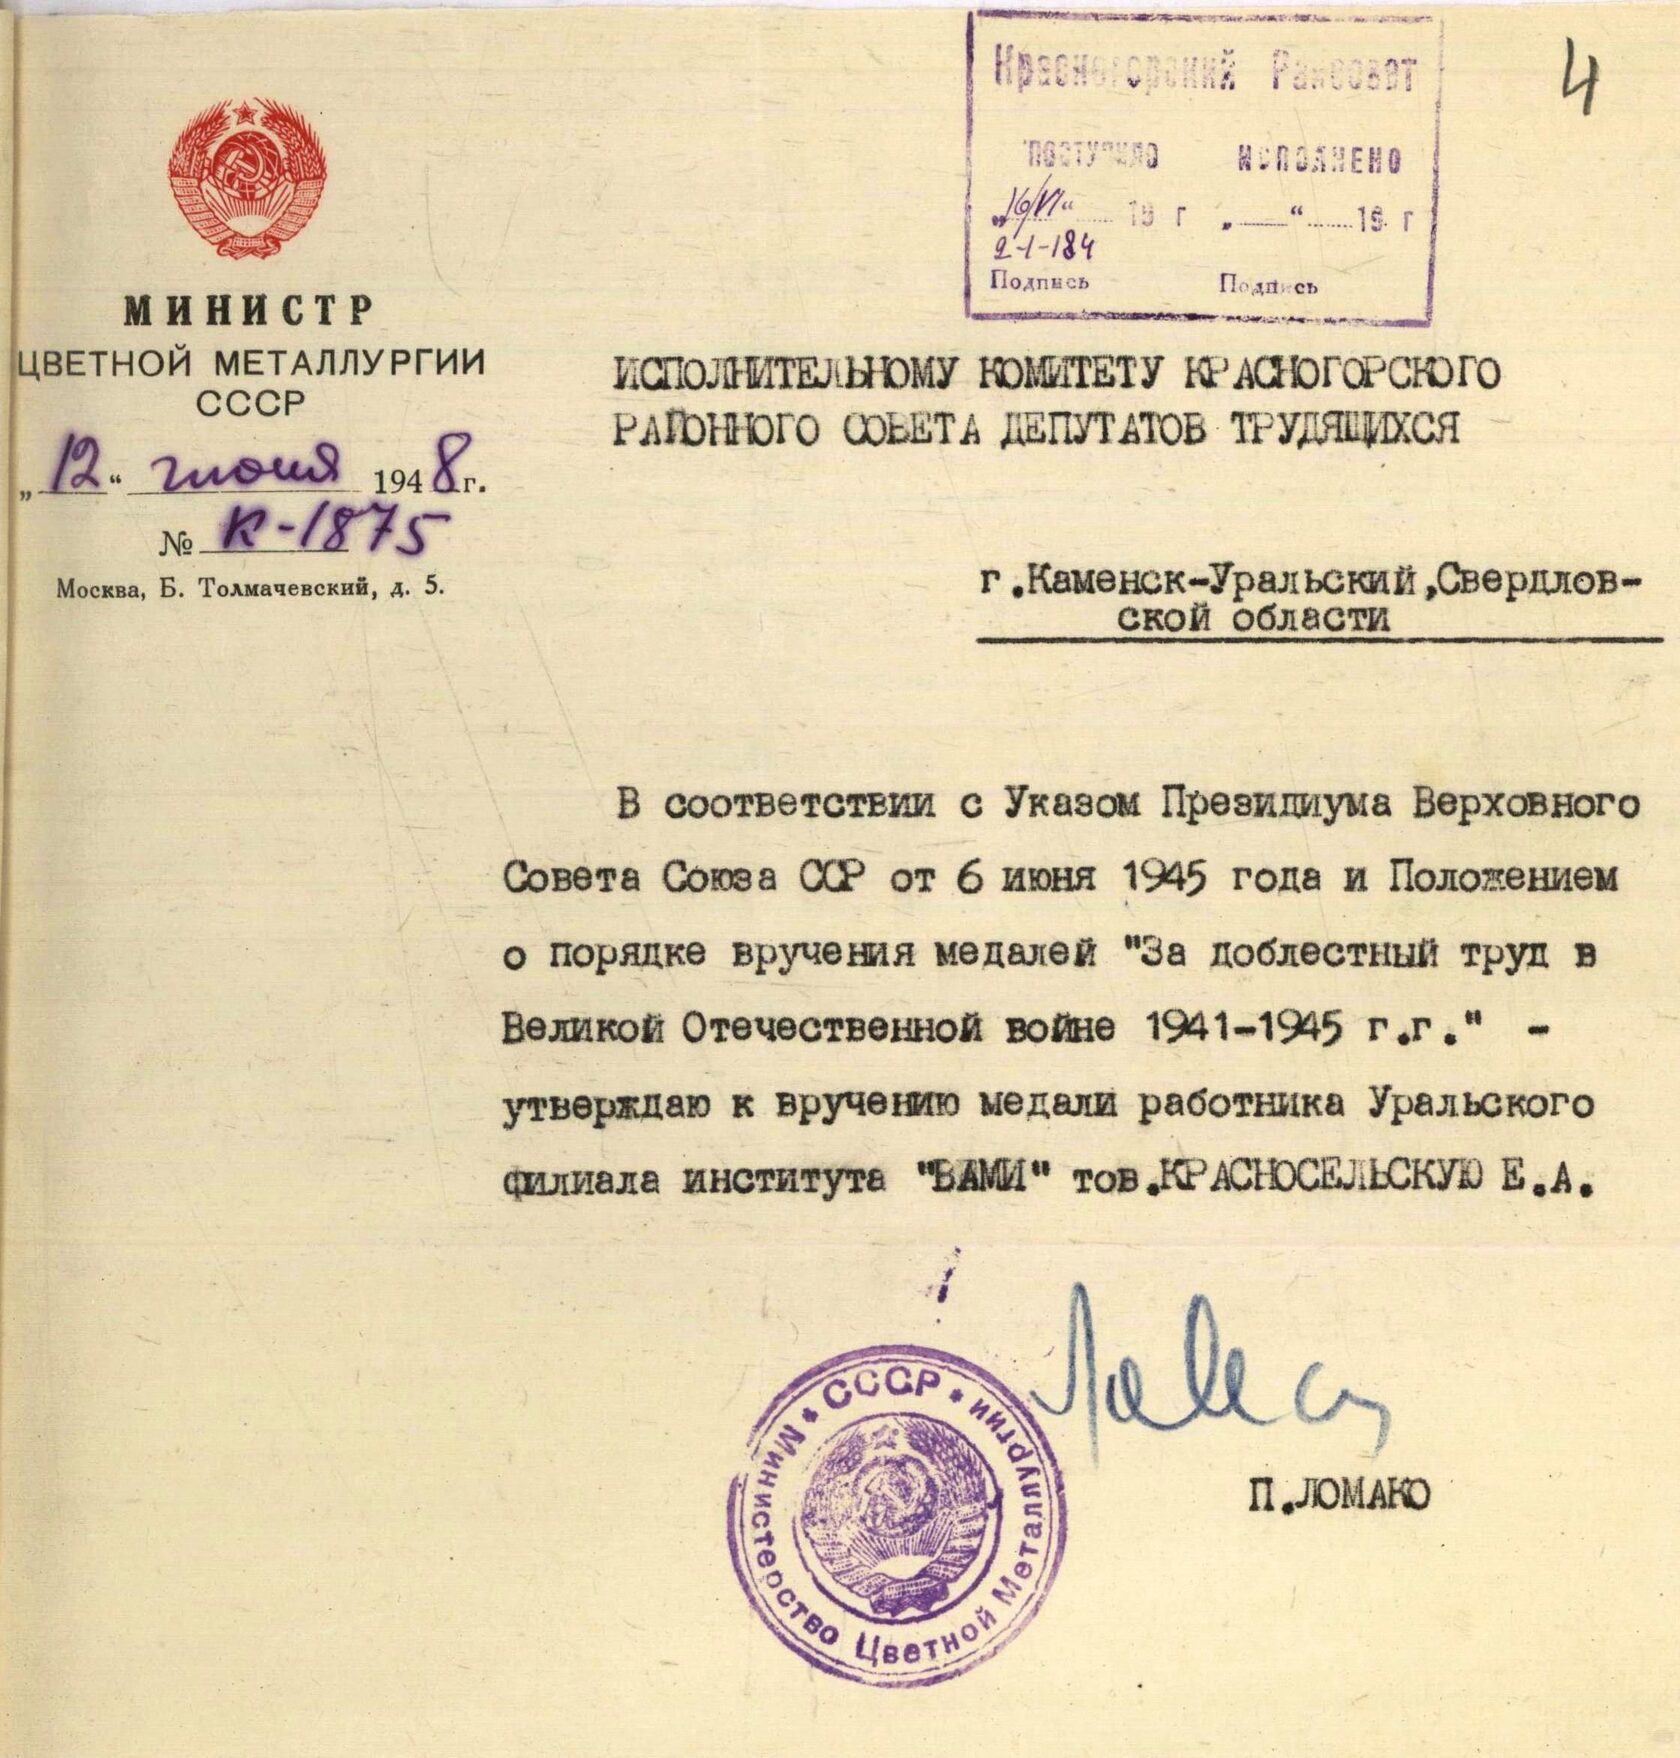 4
Красногорский Райсовет
ПОСТУПИЛО ИСПОЛНЕНО
„16/VI“ 19 г „ “ 19 г
2-1-184
Подпись Подпись
МИНИСТР
ЦВЕТНОЙ МЕТАЛЛУРГИИ
СССР
„12“ июня 1948 г.
№ К-1875
Москва, Б. Толмачевский, д. 5.
ИСПОЛНИТЕЛЬНОМУ КОМИТЕТУ КРАСНОГОРСКОГО
РАЙОННОГО СОВЕТА ДЕПУТАТОВ ТРУДЯЩИХСЯ
г.Каменск-Уральский,Свердлов-
ской области
В соответствии с Указом Президиума Верховного
Совета Союза ССР от 6 июня 1945 года и Положением
о порядке вручения медалей "За доблестный труд в
Великой Отечественной войне 1941-1945 г.г." -
утверждаю к вручению медали работника Уральского
филиала института "ВАМИ" тов.КРАСНОСЕЛЬСКУЮ Е.А.
П.ЛОМАКО
СССР
Министерство Цветной Металлургии